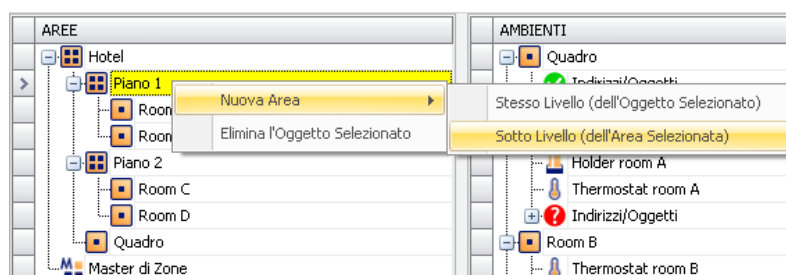 AREE
Hotel
Piano 1
Room
Room
Piano 2
Room C
Room D
Quadro
Master di Zone
Nuova Area
Elimina l'Oggetto Selezionato
Stesso Livello (dell'Oggetto Selezionato)
Sotto Livello (dell'Area Selezionata)
AMBIENTI
Quadro
Indirizzi/Oggetti
Holder room A
Thermostat room A
Indirizzi/Oggetti
Room B
Thermostat room B